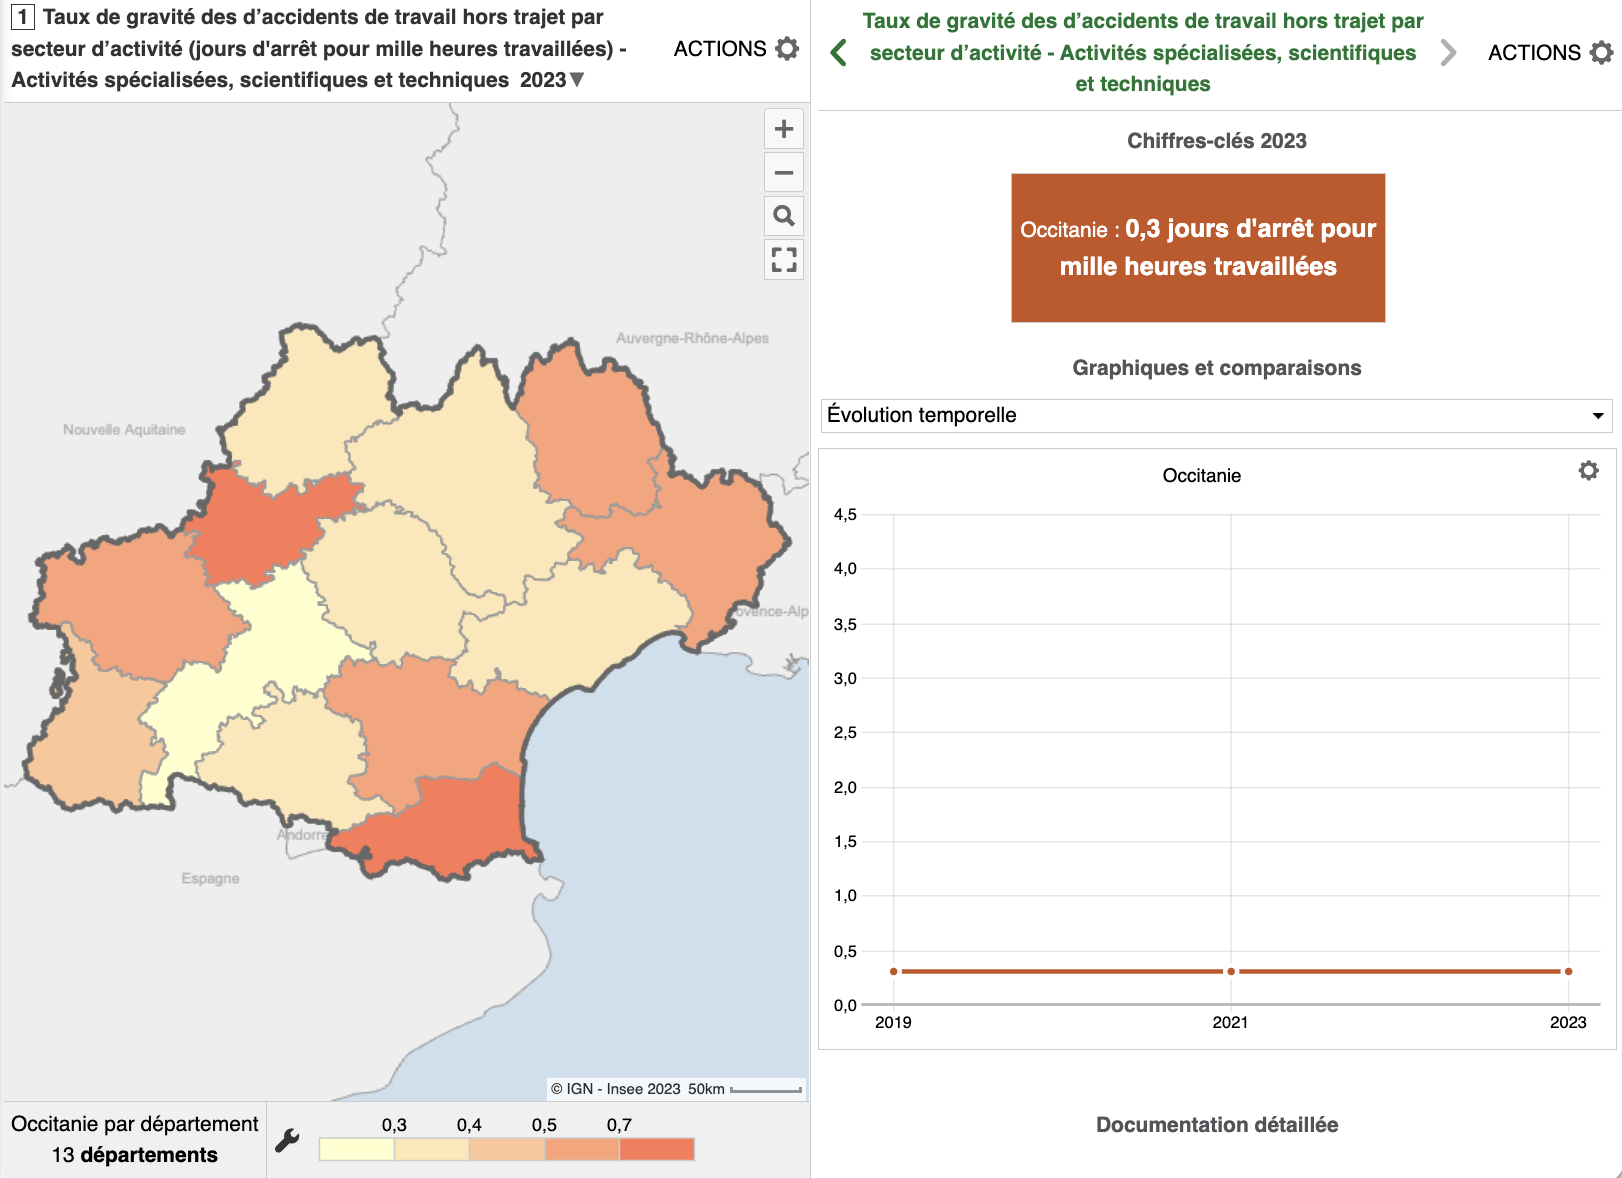 1 Taux de gravité des d’accidents de travail hors trajet par
secteur d’activité (jours d'arrêt pour mille heures travaillées) -
Activités spécialisées, scientifiques et techniques 2023▼
ACTIONS
Auvergne-Rhône-Alpes
Nouvelle Aquitaine
ovence-Alp
Andorre
Espagne
© IGN - Insee 2023 50km
Occitanie par département
13 départements
0,3 0,4 0,5 0,7
Taux de gravité des d’accidents de travail hors trajet par
secteur d’activité - Activités spécialisées, scientifiques
et techniques
ACTIONS
Chiffres-clés 2023
Occitanie : 0,3 jours d'arrêt pour
mille heures travaillées
Graphiques et comparaisons
Évolution temporelle
Occitanie
4,5
4,0
3,5
3,0
2,5
2,0
1,5
1,0
0,5
0,0
2019 2021 2023
Documentation détaillée